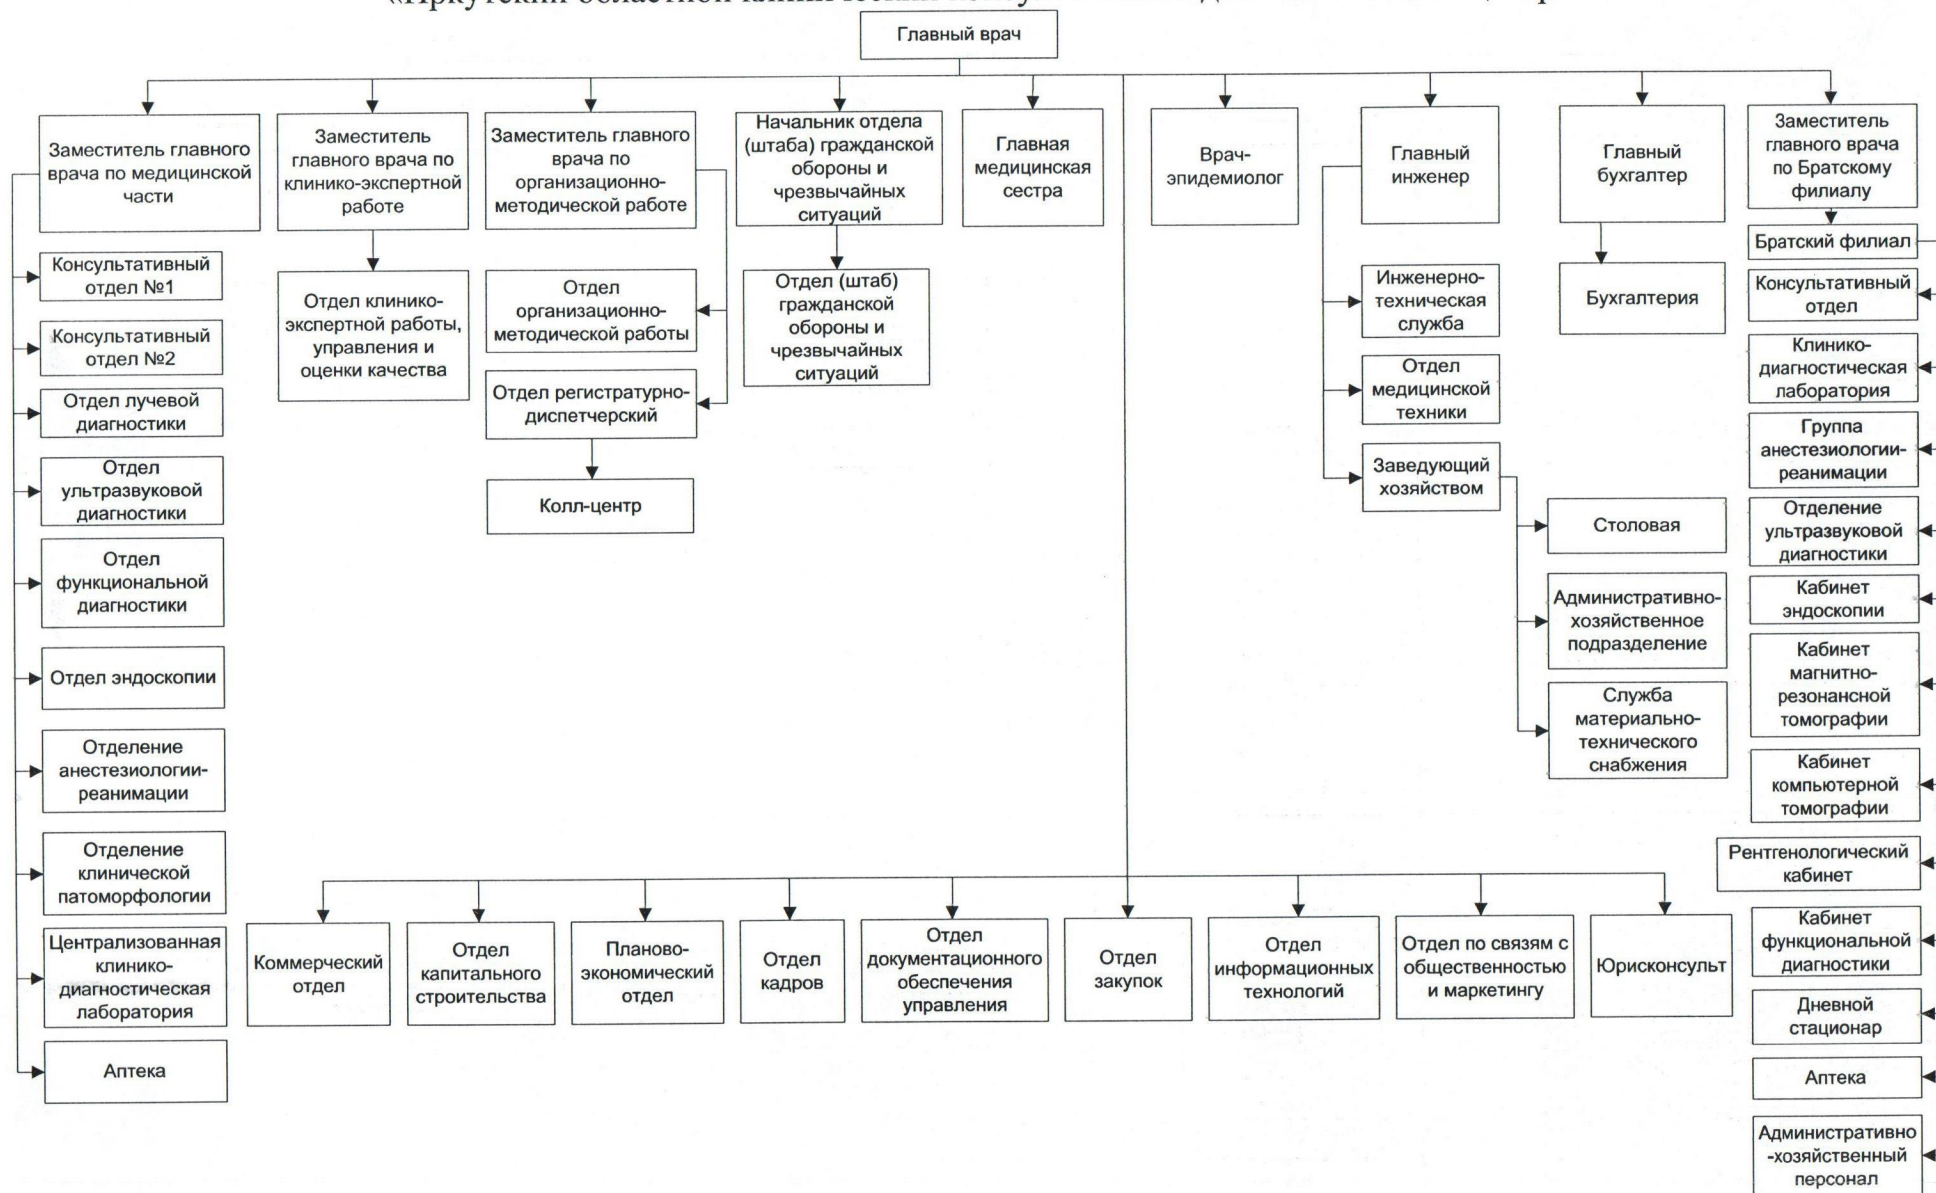 «Иркутский областной клинический консультативно-диагностический центр»
Главный врач
Заместитель главного
врача по медицинской
части
Заместитель
главного врача по
клинико-экспертной
работе
Заместитель главного
врача по
организационно-
методической работе
Начальник отдела
(штаба) гражданской
обороны и
чрезвычайных
ситуаций
Главная
медицинская
сестра
Врач-
эпидемиолог
Главный
инженер
Главный
бухгалтер
Заместитель
главного врача
по Братскому
филиалу
Консультативный
отдел №1
Консультативный
отдел №2
Отдел лучевой
диагностики
Отдел
ультразвуковой
диагностики
Отдел
функциональной
диагностики
Отдел эндоскопии
Отделение
анестезиологии-
реанимации
Отделение
клинической
патоморфологии
Централизованная
клинико-
диагностическая
лаборатория
Аптека
Отдел клинико-
экспертной работы,
управления и
оценки качества
Отдел
организационно-
методической работы
Отдел регистратурно-
диспетчерский
Колл-центр
Отдел (штаб)
гражданской
обороны и
чрезвычайных
ситуаций
Инженерно-
техническая
служба
Отдел
медицинской
техники
Заведующий
хозяйством
Столовая
Административно-
хозяйственное
подразделение
Служба
материально-
технического
снабжения
Бухгалтерия
Братский филиал
Консультативный
отдел
Клинико-
диагностическая
лаборатория
Группа
анестезиологии-
реанимации
Отделение
ультразвуковой
диагностики
Кабинет
эндоскопии
Кабинет
магнитно-
резонансной
томографии
Кабинет
компьютерной
томографии
Рентгенологический
кабинет
Кабинет
функциональной
диагностики
Дневной
стационар
Аптека
Административно
-хозяйственный
персонал
Коммерческий
отдел
Отдел
капитального
строительства
Планово-
экономический
отдел
Отдел
кадров
Отдел
документационного
обеспечения
управления
Отдел
закупок
Отдел
информационных
технологий
Отдел по связям с
общественностью
и маркетингу
Юрисконсульт